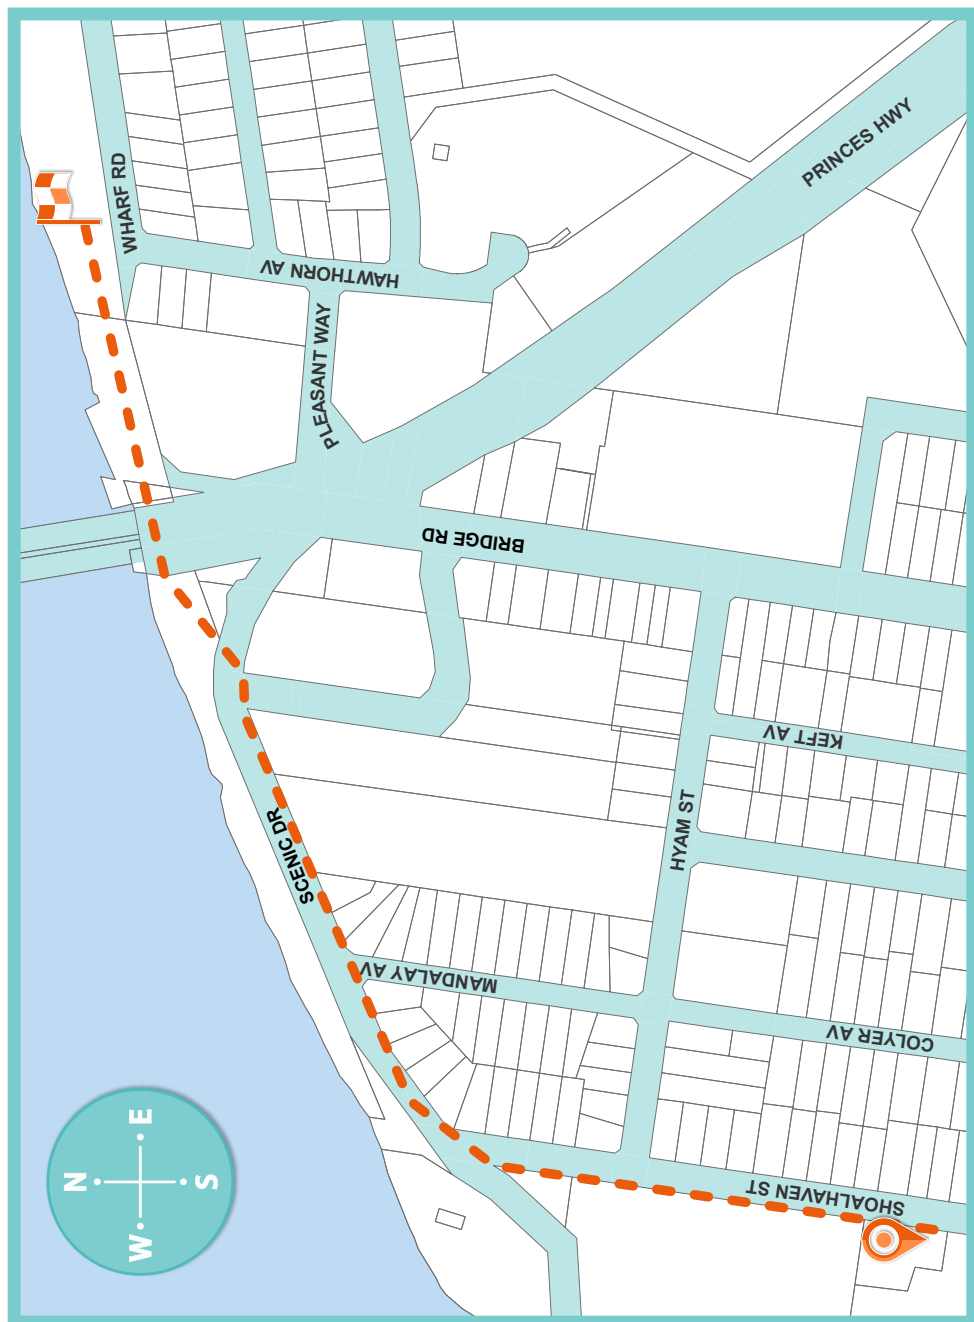 WHARF RD
PRINCES HWY
HAWTHORN AV
PLEASANT WAY
BRIDGE RD
KEFT AV
SCENIC DR
HYAM ST
MANDALAY AV
COLYER AV
SHOALHAVEN ST
N
E
S
W